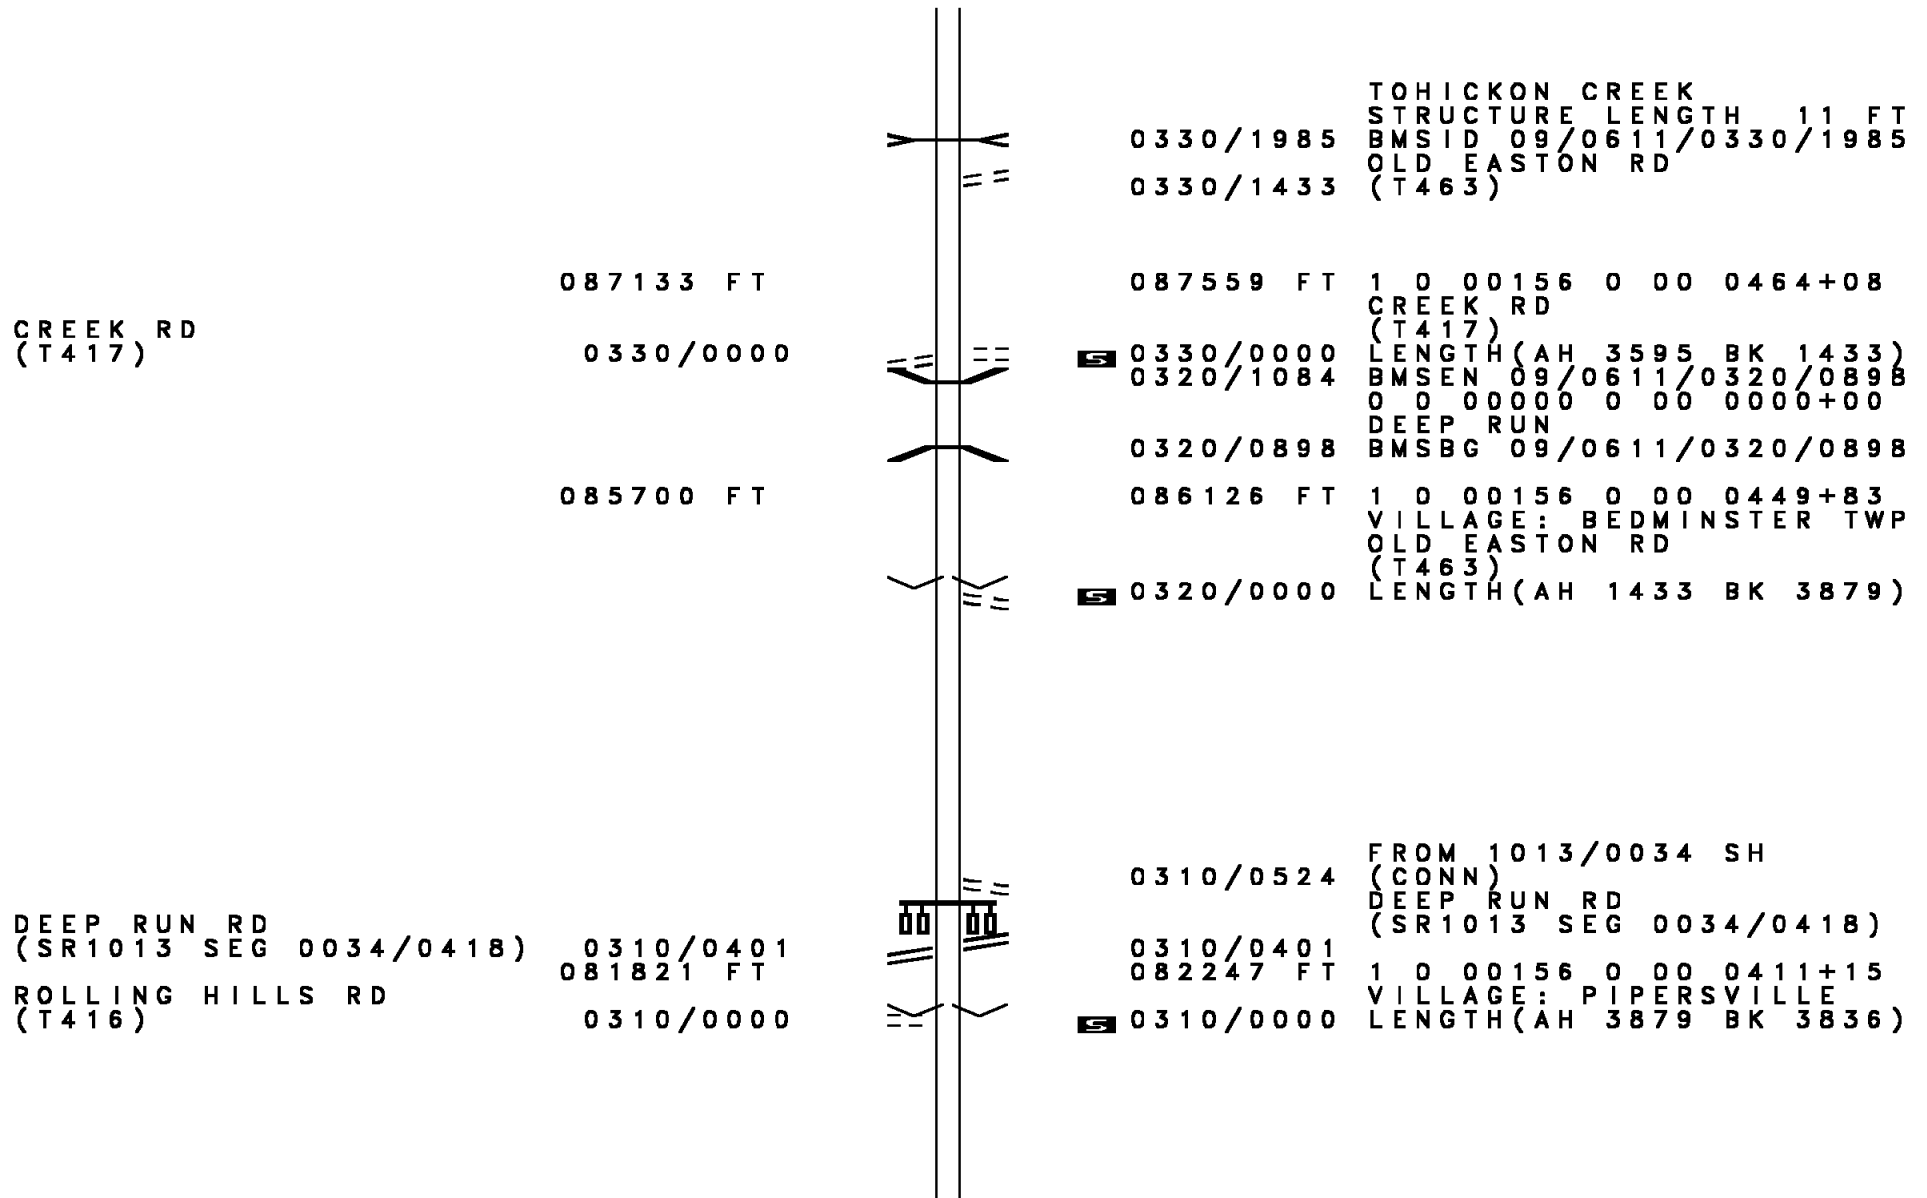 TOHICKON CREEK
STRUCTURE LENGTH 11 FT
0330/1985 BMSID 09/0611/0330/1985
OLD EASTON RD
0330/1433 (T463)
087133 FT 087559 FT 1 0 00156 0 00 0464+08
CREEK RD
CREEK RD (T417)
(T417) 0330/0000 S 0330/0000 LENGTH(AH 3595 BK 1433)
0320/1084 BMSEN 09/0611/0320/0898
0 0 00000 0 00 0000+00
DEEP RUN
0320/0898 BMSBG 09/0611/0320/0898
085700 FT 086126 FT 1 0 00156 0 00 0449+83
VILLAGE: BEDMINSTER TWP
OLD EASTON RD
(T463)
S 0320/0000 LENGTH(AH 1433 BK 3879)
FROM 1013/0034 SH
0310/0524 (CONN)
DEEP RUN RD
DEEP RUN RD (SR1013 SEG 0034/0418)
(SR1013 SEG 0034/0418) 0310/0401 0310/0401
081821 FT 082247 FT 1 0 00156 0 00 0411+15
ROLLING HILLS RD VILLAGE: PIPERSVILLE
(T416) 0310/0000 S 0310/0000 LENGTH(AH 3879 BK 3836)